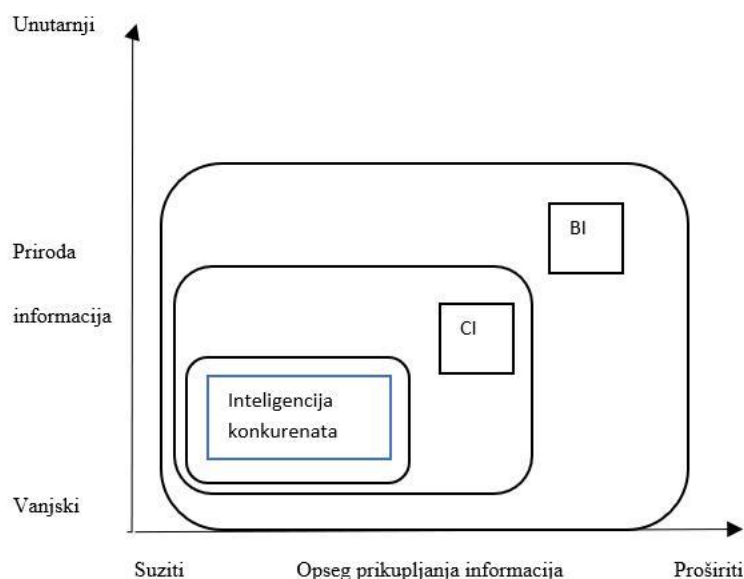 Unutarnji
BI
Priroda
informacija
CI
Inteligencija
konkurenata
Vanjski
Suziti
Opseg prikupljanja informacija
Proširiti